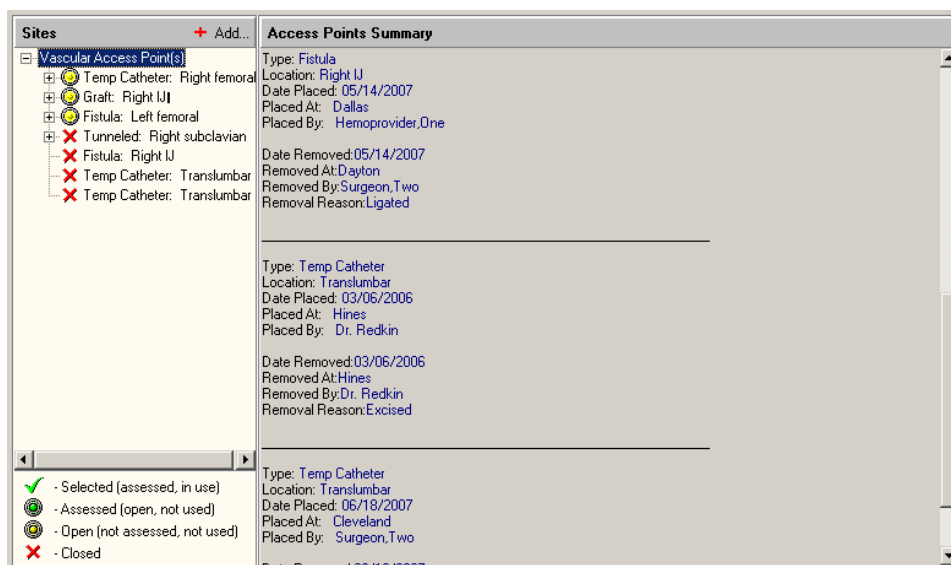 Sites
+ Add...
Vascular Access Point(s)
Temp Catheter: Right femoral
Graft: Right IJ
Fistula: Left femoral
Tunneled: Right subclavian
Fistula: Right IJ
Temp Catheter: Translumbar
Temp Catheter: Translumbar
- Selected (assessed, in use)
- Assessed (open, not used)
- Open (not assessed, not used)
- Closed
Access Points Summary
Type: Fistula
Location: Right IJ
Date Placed: 05/14/2007
Placed At: Dallas
Placed By: Hemoprovider,One
Date Removed:05/14/2007
Removed At:Dayton
Removed By:Surgeon,Two
Removal Reason:Ligated
Type: Temp Catheter
Location: Translumbar
Date Placed: 03/06/2006
Placed At: Hines
Placed By: Dr. Redkin
Date Removed:03/06/2006
Removed At:Hines
Removed By:Dr. Redkin
Removal Reason:Excised
Type: Temp Catheter
Location: Translumbar
Date Placed: 06/18/2007
Placed At: Cleveland
Placed By: Surgeon,Two